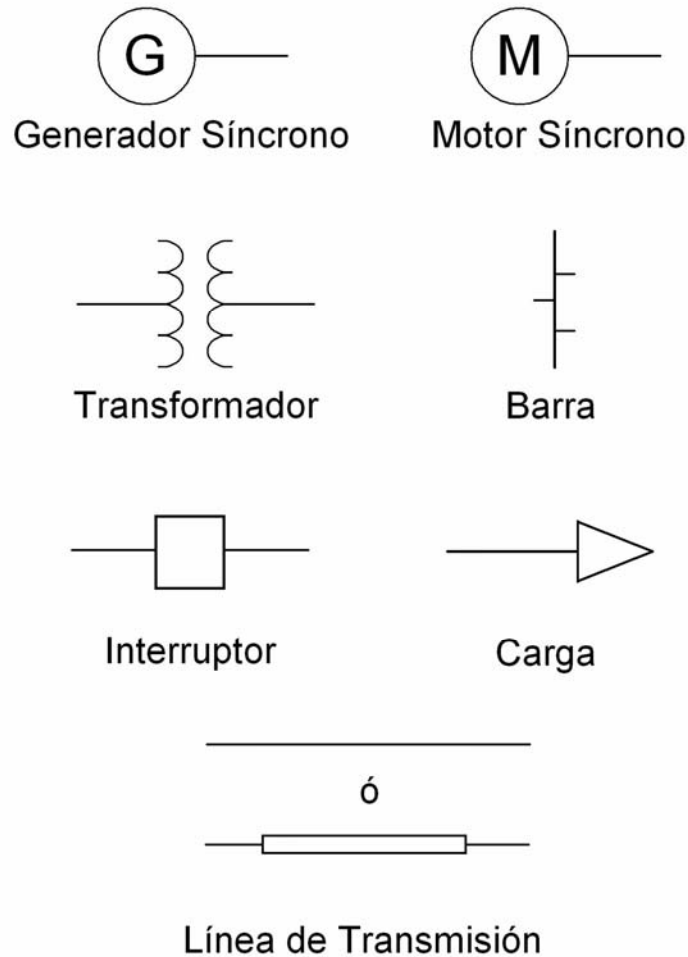 G
M
Generador Síncrono
Motor Síncrono
Transformador
Barra
Interruptor
Carga
ó
Línea de Transmisión